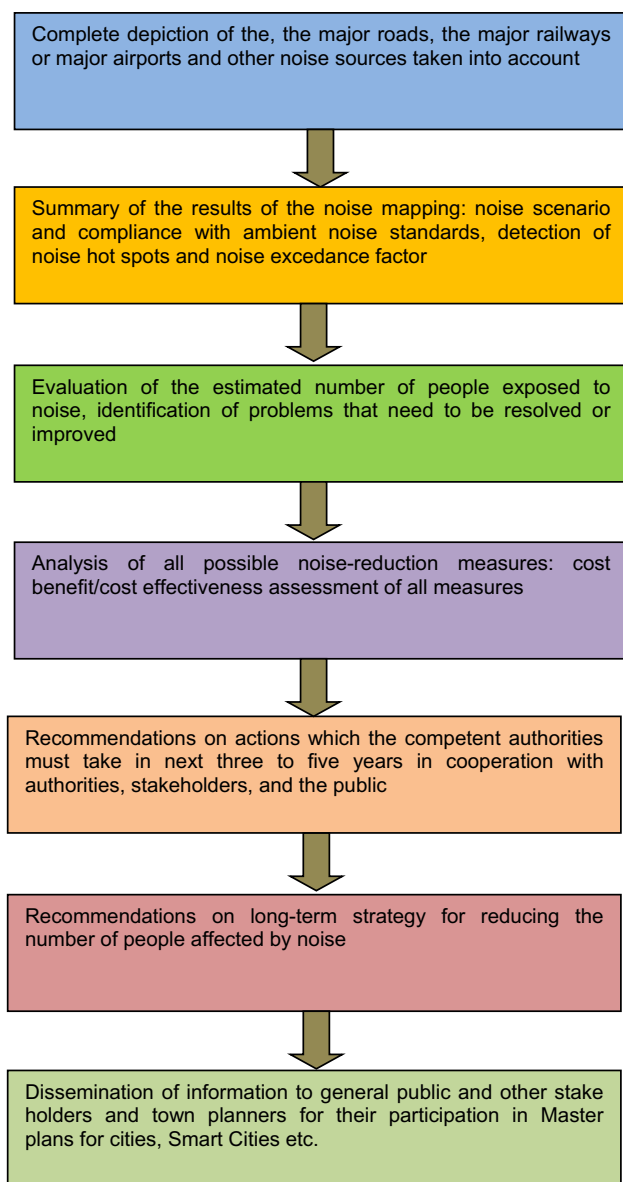 Complete depiction of the, the major roads, the major railways
or major airports and other noise sources taken into account
Summary of the results of the noise mapping: noise scenario
and compliance with ambient noise standards, detection of
noise hot spots and noise excedance factor
Evaluation of the estimated number of people exposed to
noise, identification of problems that need to be resolved or
improved
Analysis of all possible noise-reduction measures: cost
benefit/cost effectiveness assessment of all measures
Recommendations on actions which the competent authorities
must take in next three to five years in cooperation with
authorities, stakeholders, and the public
Recommendations on long-term strategy for reducing the
number of people affected by noise
Dissemination of information to general public and other stake
holders and town planners for their participation in Master
plans for cities, Smart Cities etc.